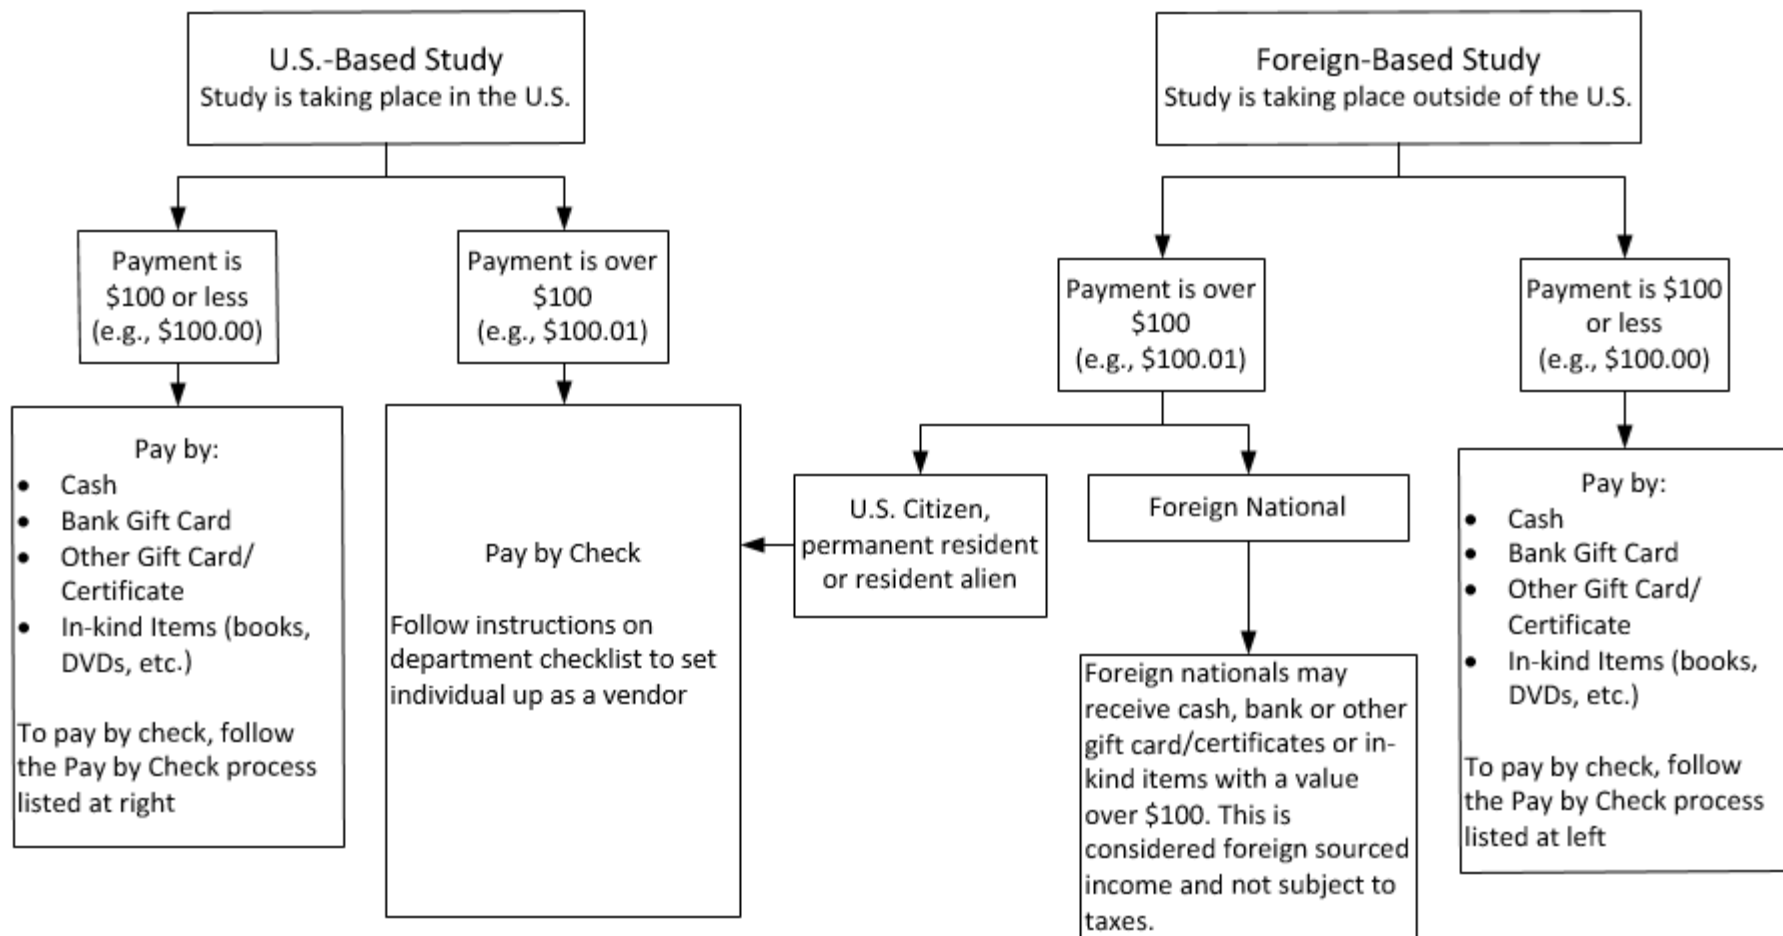 U.S.-Based Study
Study is taking place in the U.S.
Foreign-Based Study
Study is taking place outside of the U.S.
Payment is
$100 or less
(e.g., $100.00)
Payment is over
$100
(e.g., $100.01)
Payment is over
$100
(e.g., $100.01)
Payment is $100
or less
(e.g., $100.00)
Pay by:
• Cash
• Bank Gift Card
• Other Gift Card/
Certificate
• In-kind Items (books,
DVDs, etc.)
To pay by check, follow
the Pay by Check process
listed at right
Pay by Check
Follow instructions on
department checklist to set
individual up as a vendor
U.S. Citizen,
permanent resident
or resident alien
Foreign National
Foreign nationals may
receive cash, bank or other
gift card/certificates or in-
kind items with a value
over $100. This is
considered foreign sourced
income and not subject to
taxes.
Pay by:
• Cash
• Bank Gift Card
• Other Gift Card/
Certificate
• In-kind Items (books,
DVDs, etc.)
To pay by check, follow
the Pay by Check process
listed at left